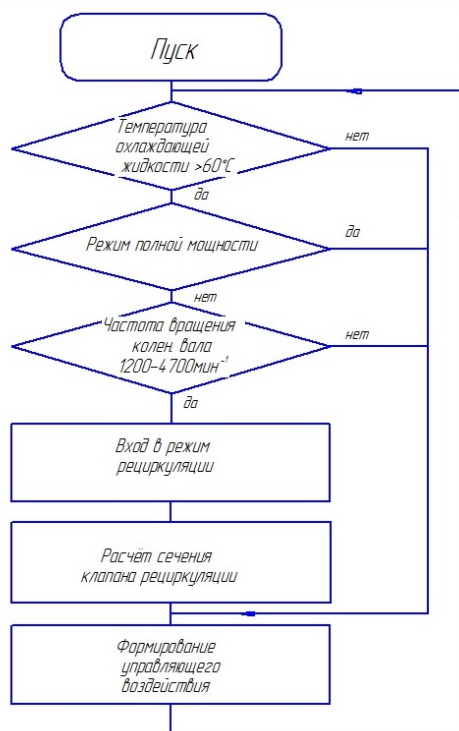 Пуск
Температура
охлаждающей
жидкости >60°С
нет
да
Режим полной мощности
да
нет
Частота вращения
колен. вала
1200-4700мин⁻¹
нет
да
Вход в режим
рециркуляции
Расчёт сечения
клапана рециркуляции
Формирование
управляющего
воздействия